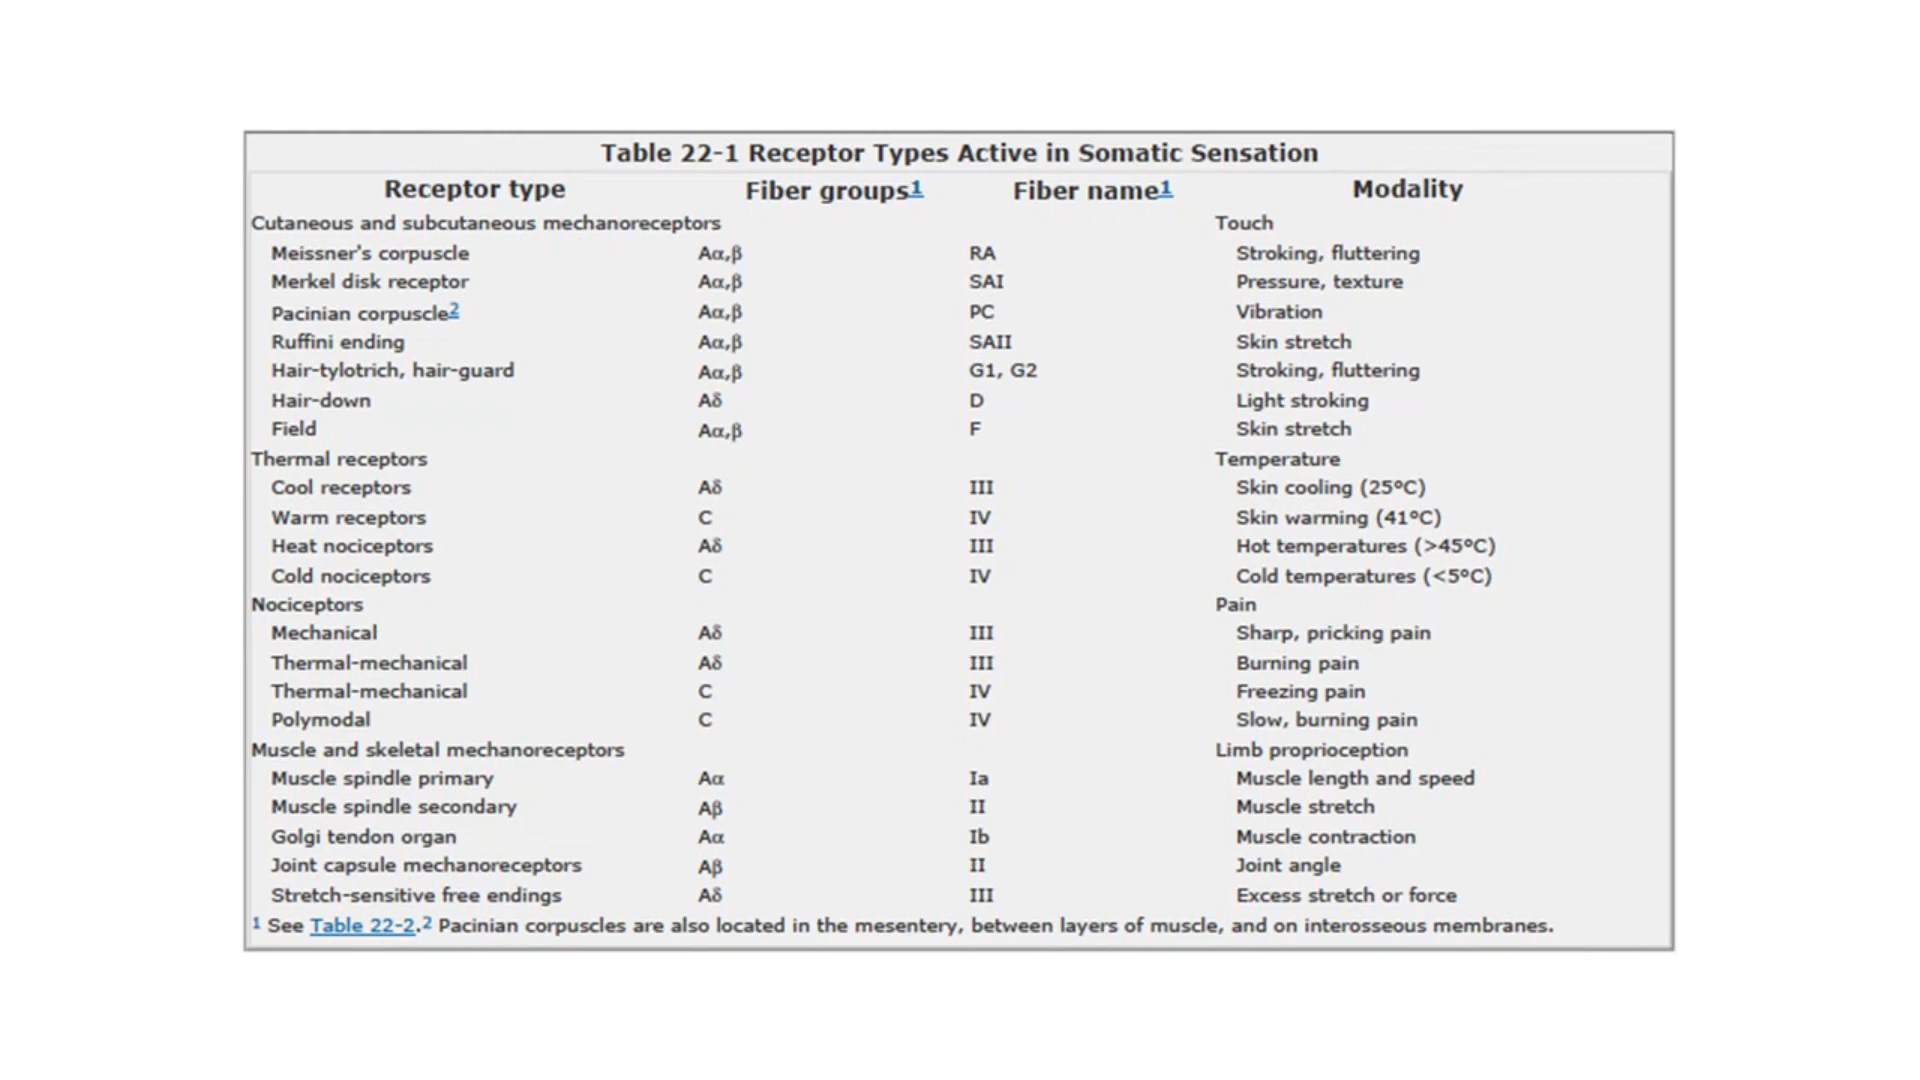 Table 22-1 Receptor Types Active in Somatic Sensation
Receptor type Fiber groups1 Fiber name1 Modality
Cutaneous and subcutaneous mechanoreceptors Touch
Meissner's corpuscle Aα,β RA Stroking, fluttering
Merkel disk receptor Aα,β SAI Pressure, texture
Pacinian corpuscle2 Aα,β PC Vibration
Ruffini ending Aα,β SAII Skin stretch
Hair-tylotrich, hair-guard Aα,β G1, G2 Stroking, fluttering
Hair-down Aδ D Light stroking
Field Aα,β F Skin stretch
Thermal receptors Temperature
Cool receptors Aδ III Skin cooling (25°C)
Warm receptors C IV Skin warming (41°C)
Heat nociceptors Aδ III Hot temperatures (>45°C)
Cold nociceptors C IV Cold temperatures (<5°C)
Nociceptors Pain
Mechanical Aδ III Sharp, pricking pain
Thermal-mechanical Aδ III Burning pain
Thermal-mechanical C IV Freezing pain
Polymodal C IV Slow, burning pain
Muscle and skeletal mechanoreceptors Limb proprioception
Muscle spindle primary Aα Ia Muscle length and speed
Muscle spindle secondary Aβ II Muscle stretch
Golgi tendon organ Aα Ib Muscle contraction
Joint capsule mechanoreceptors Aβ II Joint angle
Stretch-sensitive free endings Aδ III Excess stretch or force
1 See Table 22-2.2 Pacinian corpuscles are also located in the mesentery, between layers of muscle, and on interosseous membranes.